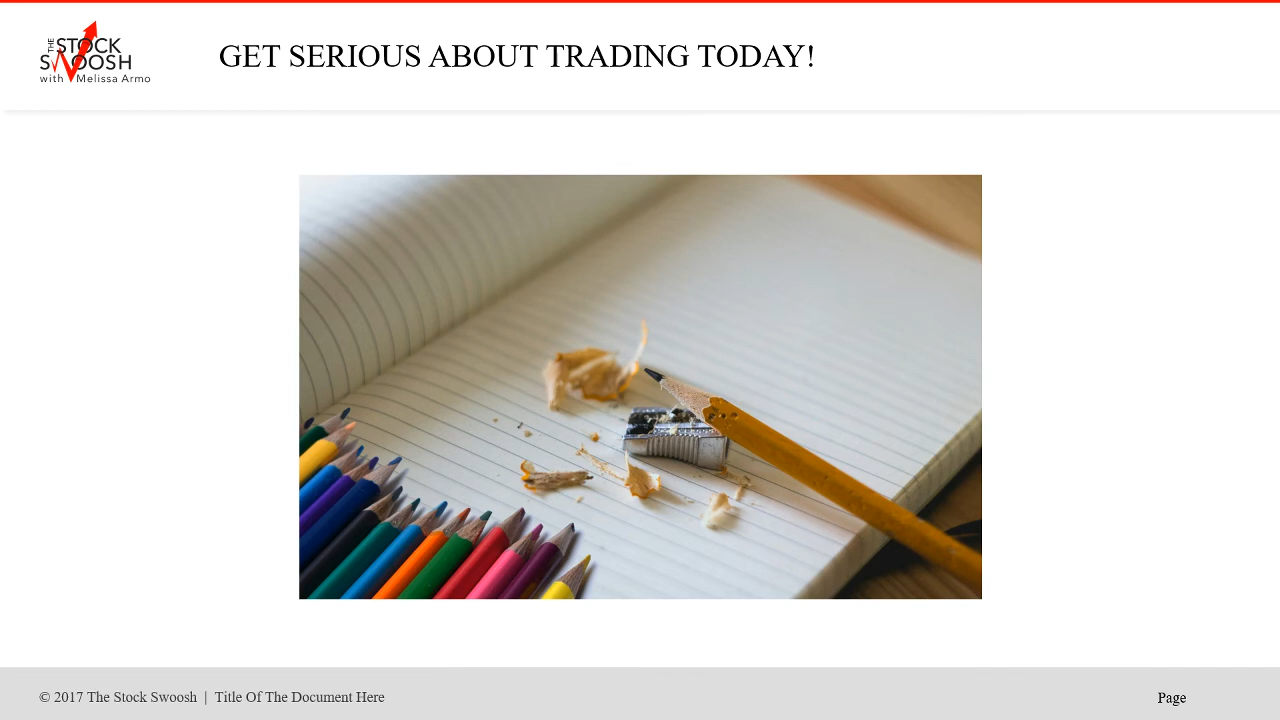 THE STOCK
SWOOSH
with Melissa Armo
GET SERIOUS ABOUT TRADING TODAY!
© 2017 The Stock Swoosh | Title Of The Document Here
Page